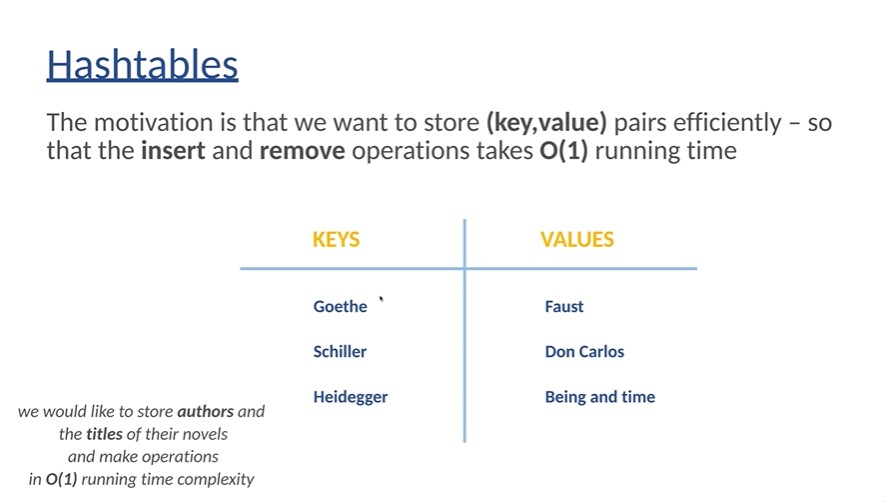 Hashtables
The motivation is that we want to store (key,value) pairs efficiently – so
that the insert and remove operations takes O(1) running time
KEYS VALUES
Goethe Faust
Schiller Don Carlos
Heidegger Being and time
we would like to store authors and
the titles of their novels
and make operations
in O(1) running time complexity